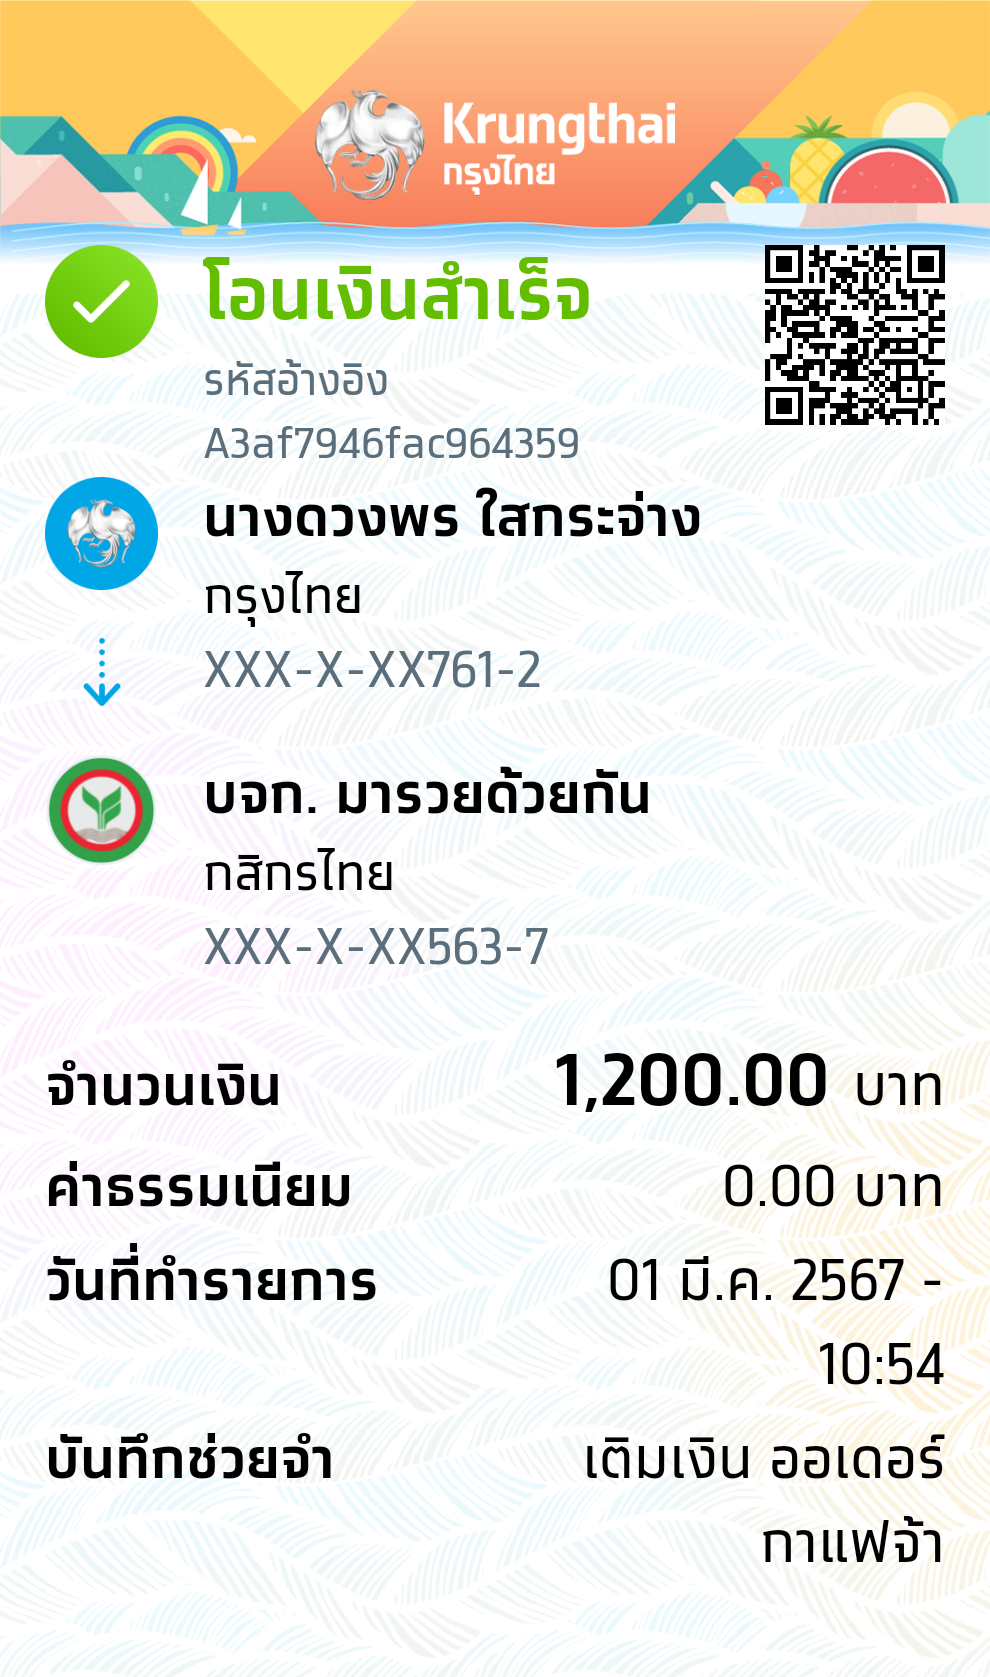 Krungthai
กรุงไทย
โอนเงินสำเร็จ
รหัสอ้างอิง
A3af7946fac964359
นางดวงพร ใสกระจ่าง
กรุงไทย
XXX-X-XX761-2
บจก. มารวยด้วยกัน
กสิกรไทย
XXX-X-XX563-7
จำนวนเงิน 1,200.00 บาท
ค่าธรรมเนียม 0.00 บาท
วันที่ทำรายการ 01 มี.ค. 2567 -
10:54
บันทึกช่วยจำ เติมเงิน ออเดอร์
กาแฟจ้า